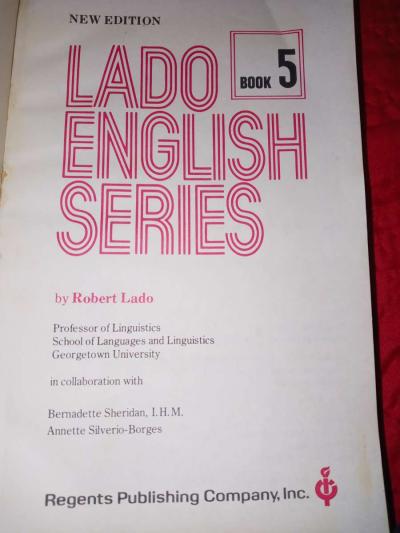 NEW EDITION
BOOK 5
LADO
ENGLISH
SERIES
by Robert Lado
Professor of Linguistics
School of Languages and Linguistics
Georgetown University
in collaboration with
Bernadette Sheridan, I.H.M.
Annette Silverio-Borges
Regents Publishing Company, Inc.